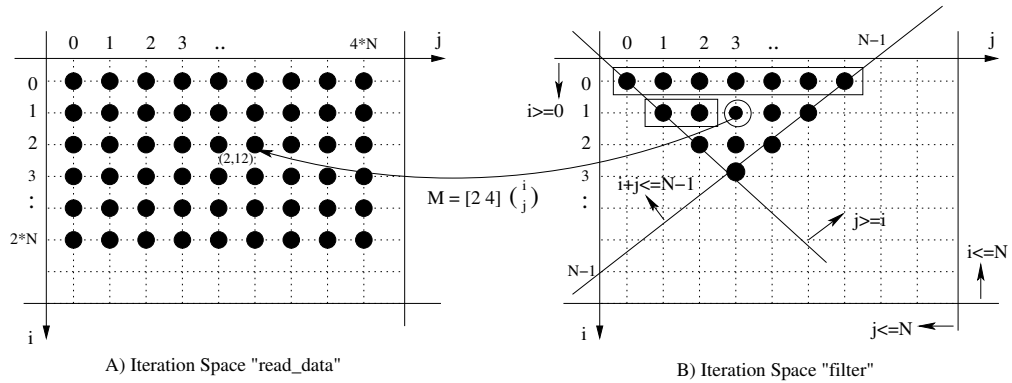 j
0 1 2 3 .. 4*N
0
1
2
3
:
2*N
i
(2,12)
M = [2 4] ( i j )
A) Iteration Space "read_data"
N−1
j
0 1 2 3 ..
0
1
2
3
:
i>=0
i+j<=N−1
j>=i
N−1
i<=N
j<=N
i
B) Iteration Space "filter"